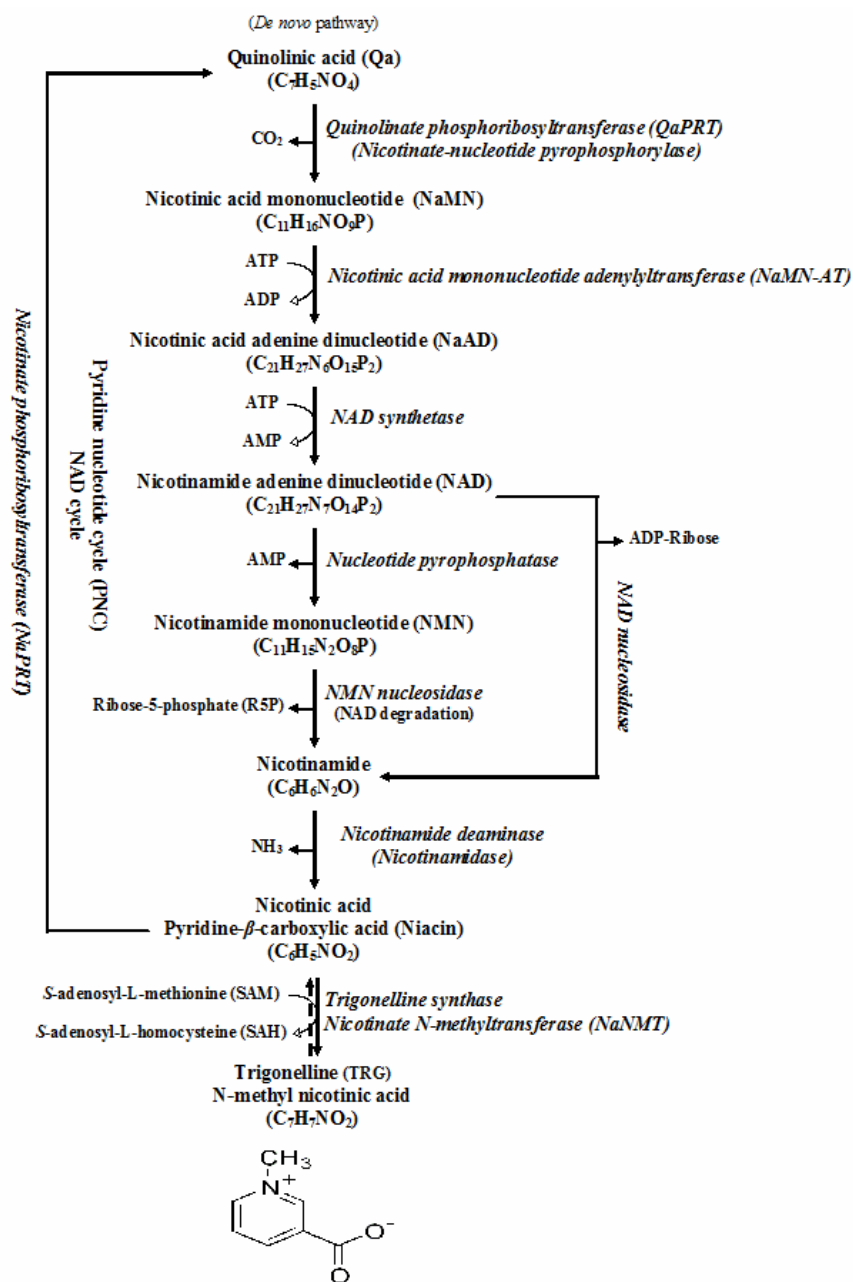 (De novo pathway)
Quinolinic acid (Qa)
(C₇H₅NO₄)
CO₂
Quinolinate phosphoribosyltransferase (QaPRT)
(Nicotinate-nucleotide pyrophosphorylase)
Nicotinic acid mononucleotide (NaMN)
(C₁₁H₁₆NO₉P)
ATP
ADP
Nicotinic acid mononucleotide adenylyltransferase (NaMN-AT)
Nicotinic acid adenine dinucleotide (NaAD)
(C₂₁H₂₇N₆O₁₅P₂)
ATP
AMP
NAD synthetase
Nicotinamide adenine dinucleotide (NAD)
(C₂₁H₂₇N₇O₁₄P₂)
ADP-Ribose
NAD nucleosidase
AMP
Nucleotide pyrophosphatase
Nicotinamide mononucleotide (NMN)
(C₁₁H₁₅N₂O₈P)
Ribose-5-phosphate (R5P)
NMN nucleosidase
(NAD degradation)
Nicotinamide
(C₆H₆N₂O)
NH₃
Nicotinamide deaminase
(Nicotinamidase)
Nicotinic acid
Pyridine-β-carboxylic acid (Niacin)
(C₆H₅NO₂)
Nicotinate phosphoribosyltransferase (NaPRT)
Pyridine nucleotide cycle (PNC)
NAD cycle
S-adenosyl-L-methionine (SAM)
S-adenosyl-L-homocysteine (SAH)
Trigonelline synthase
Nicotinate N-methyltransferase (NaNMT)
Trigonelline (TRG)
N-methyl nicotinic acid
(C₇H₇NO₂)
CH₃
N⁺
O⁻
O